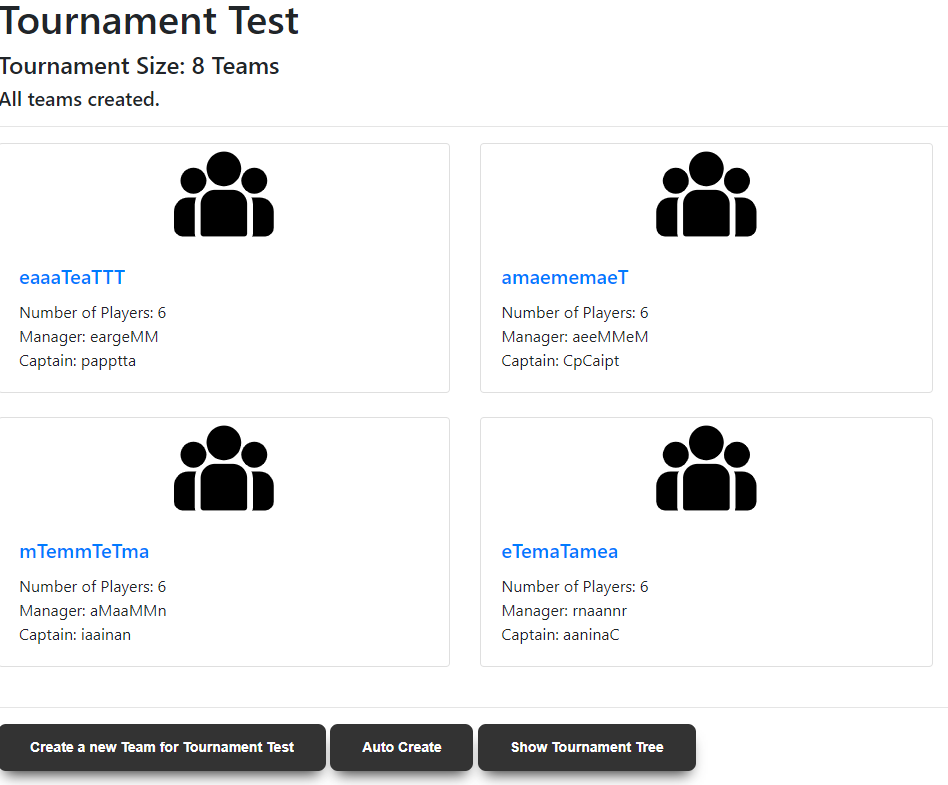 Tournament Test
Tournament Size: 8 Teams
All teams created.
eaaaTeaTTT
Number of Players: 6
Manager: eargeMM
Captain: papptta
amaememaeT
Number of Players: 6
Manager: aeeMMeM
Captain: CpCaipt
mTemmTeTma
Number of Players: 6
Manager: aMaaMMn
Captain: iaainan
eTemaTamea
Number of Players: 6
Manager: rnaannr
Captain: aaninaC
Create a new Team for Tournament Test
Auto Create
Show Tournament Tree